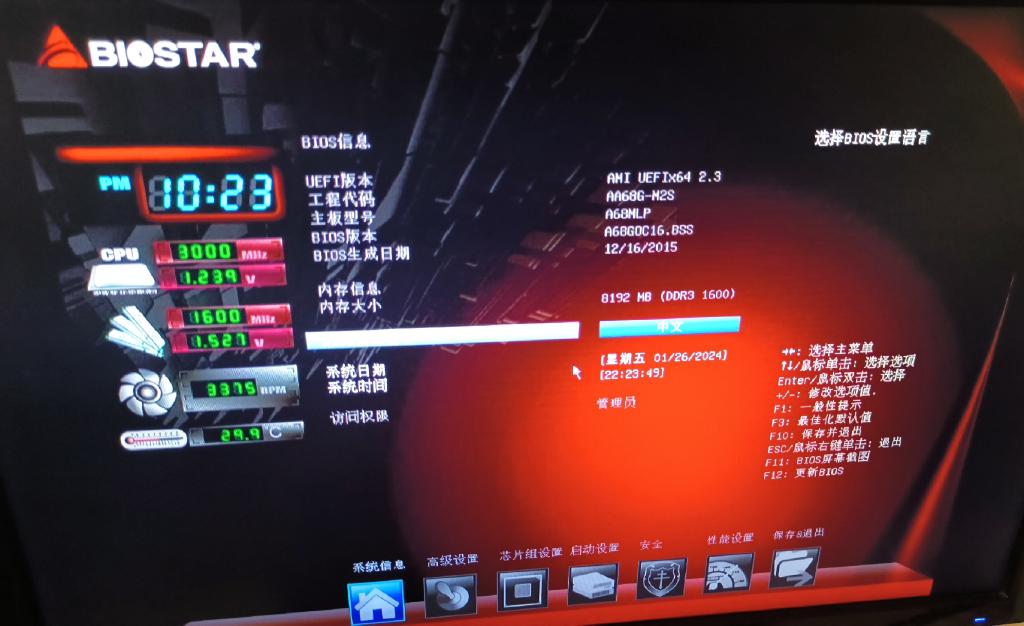 BIOSTAR
BIOS信息
选择BIOS设置语言
PM
10:23
UEFI版本 AMI UEFIx64 2.3
工程代码 AA68G-M2S
主板型号 A68MLP
BIOS版本 A68GOC16.BSS
BIOS生成日期 12/16/2015
CPU
3000 MHz
1.239 V
内存信息
内存大小 8192 MB (DDR3 1600)
1600 MHz
1.527 V
中文
系统日期 [星期五 01/26/2024]
系统时间 [22:23:49]
3375 RPM
访问权限 管理员
29.9 °C
→←: 选择主菜单
↑↓/鼠标单击: 选择选项
Enter/鼠标双击: 选择
+/-: 修改选项值.
F1: 一般性提示
F3: 最佳化默认值
F10: 保存并退出
ESC/鼠标右键单击: 退出
F11: BIOS屏幕截图
F12: 更新BIOS
系统信息
高级设置
芯片组设置
启动设置
安全
性能设置
保存&退出